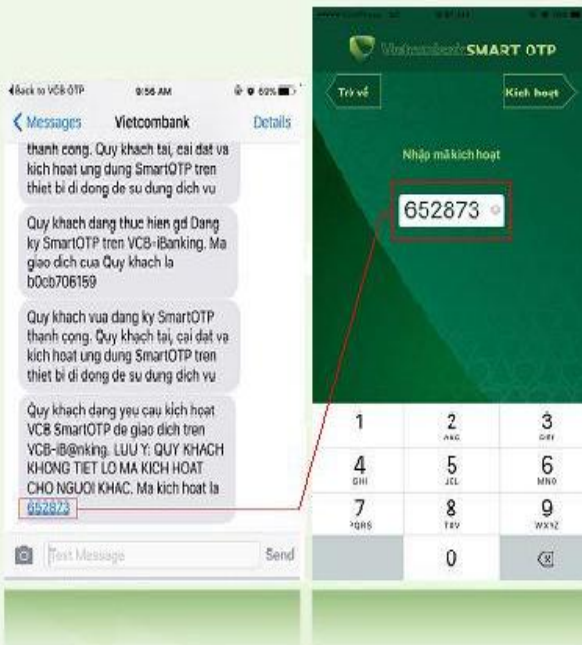 Back to VCB OTP 9:56 AM 69%
Messages Vietcombank Details
thanh cong. Quy khach tai, cai dat va
kich hoat ung dung SmartOTP tren
thiet bi di dong de su dung dich vu
Quy khach dang thuc hien gd Dang
ky SmartOTP tren VCB-iBanking. Ma
giao dich cua Quy khach la
b0cb706159
Quy khach vua dang ky SmartOTP
thanh cong. Quy khach tai, cai dat va
kich hoat ung dung SmartOTP tren
thiet bi di dong de su dung dich vu
Quy khach dang yeu cau kich hoat
VCB SmartOTP de giao dich tren
VCB-iB@nking. LUU Y: QUY KHACH
KHONG TIET LO MA KICH HOAT
CHO NGUOI KHAC. Ma kich hoat la
652873
Text Message Send
Vietcombank SMART OTP
Trở về Kích hoạt
Nhập mã kích hoạt
652873
1 2 3
ABC DEF
4 5 6
GHI JKL MNO
7 8 9
PQRS TUV WXYZ
0